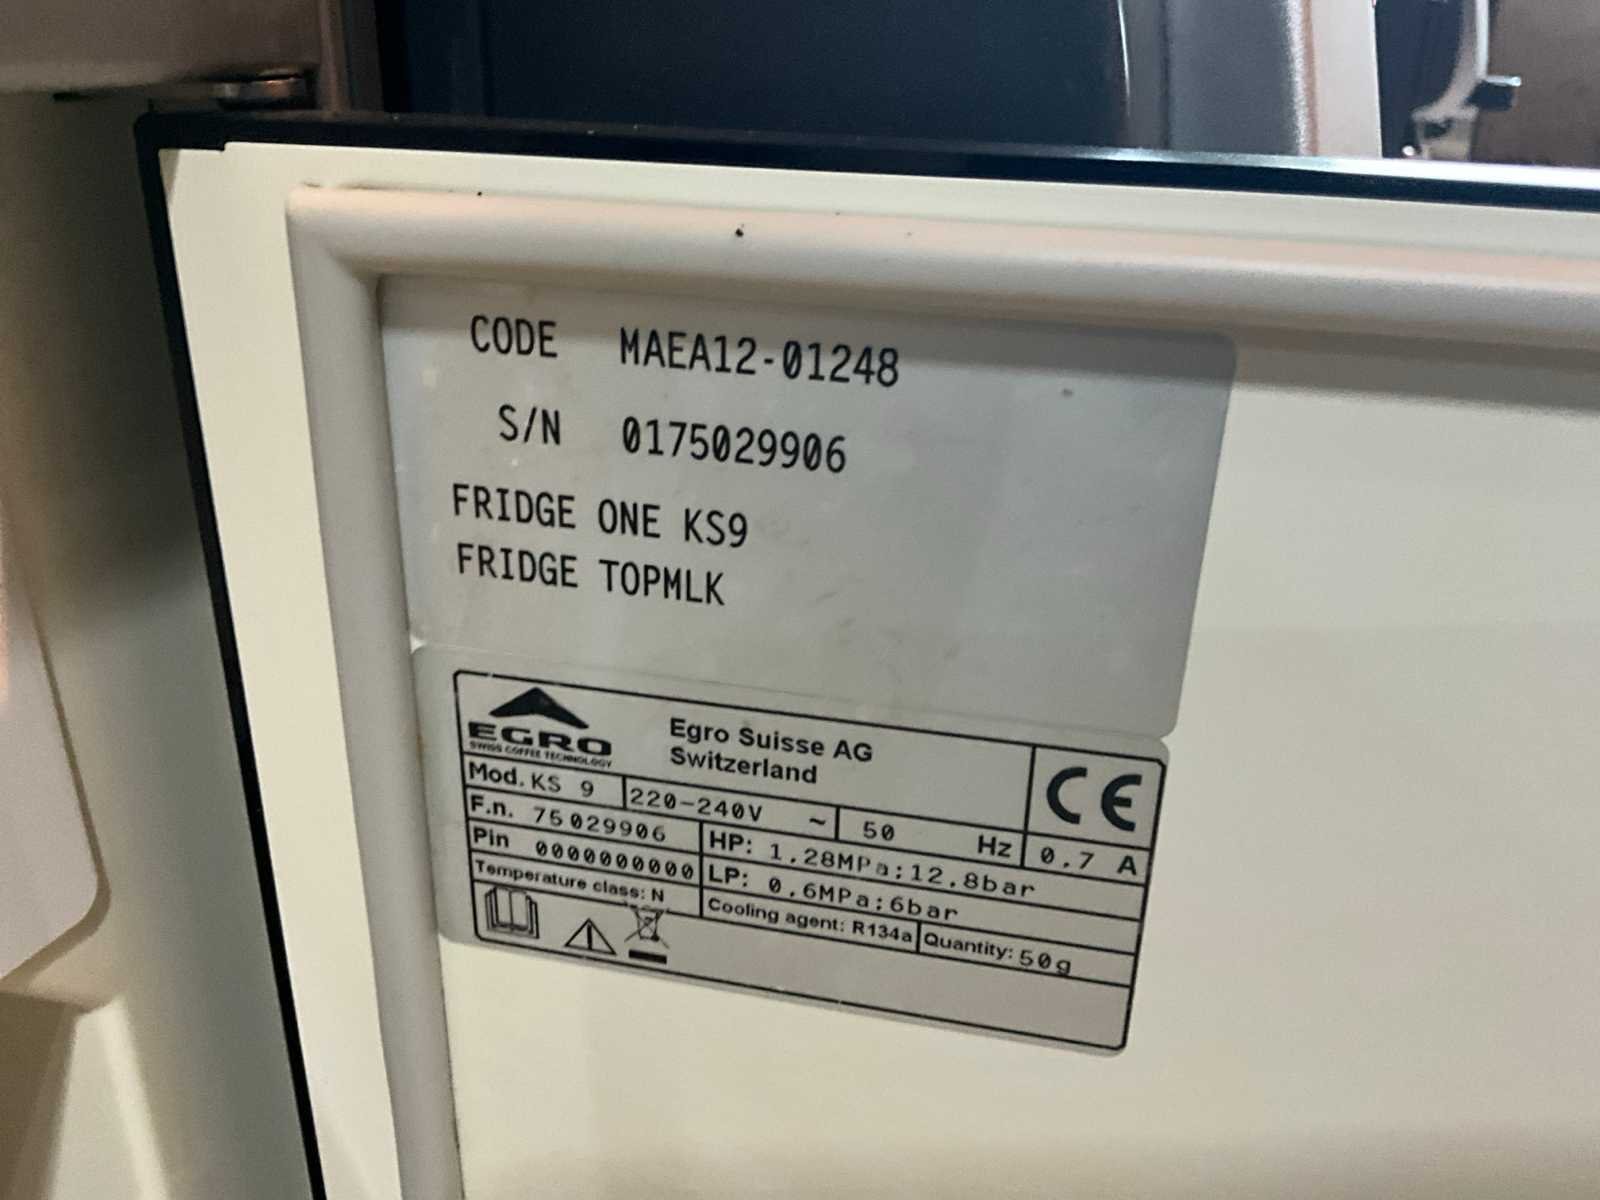 CODE MAEA12-01248
S/N 0175029906
FRIDGE ONE KS9
FRIDGE TOPMLK
EGRO
SWISS COFFEE TECHNOLOGY
Egro Suisse AG
Switzerland
CE
Mod. KS 9 220-240V ~ 50 Hz 0.7 A
F.n. 75029906 HP: 1.28MPa;12.8bar
Pin 0000000000 LP: 0.6MPa;6bar
Temperature class: N Cooling agent: R134a Quantity: 50g